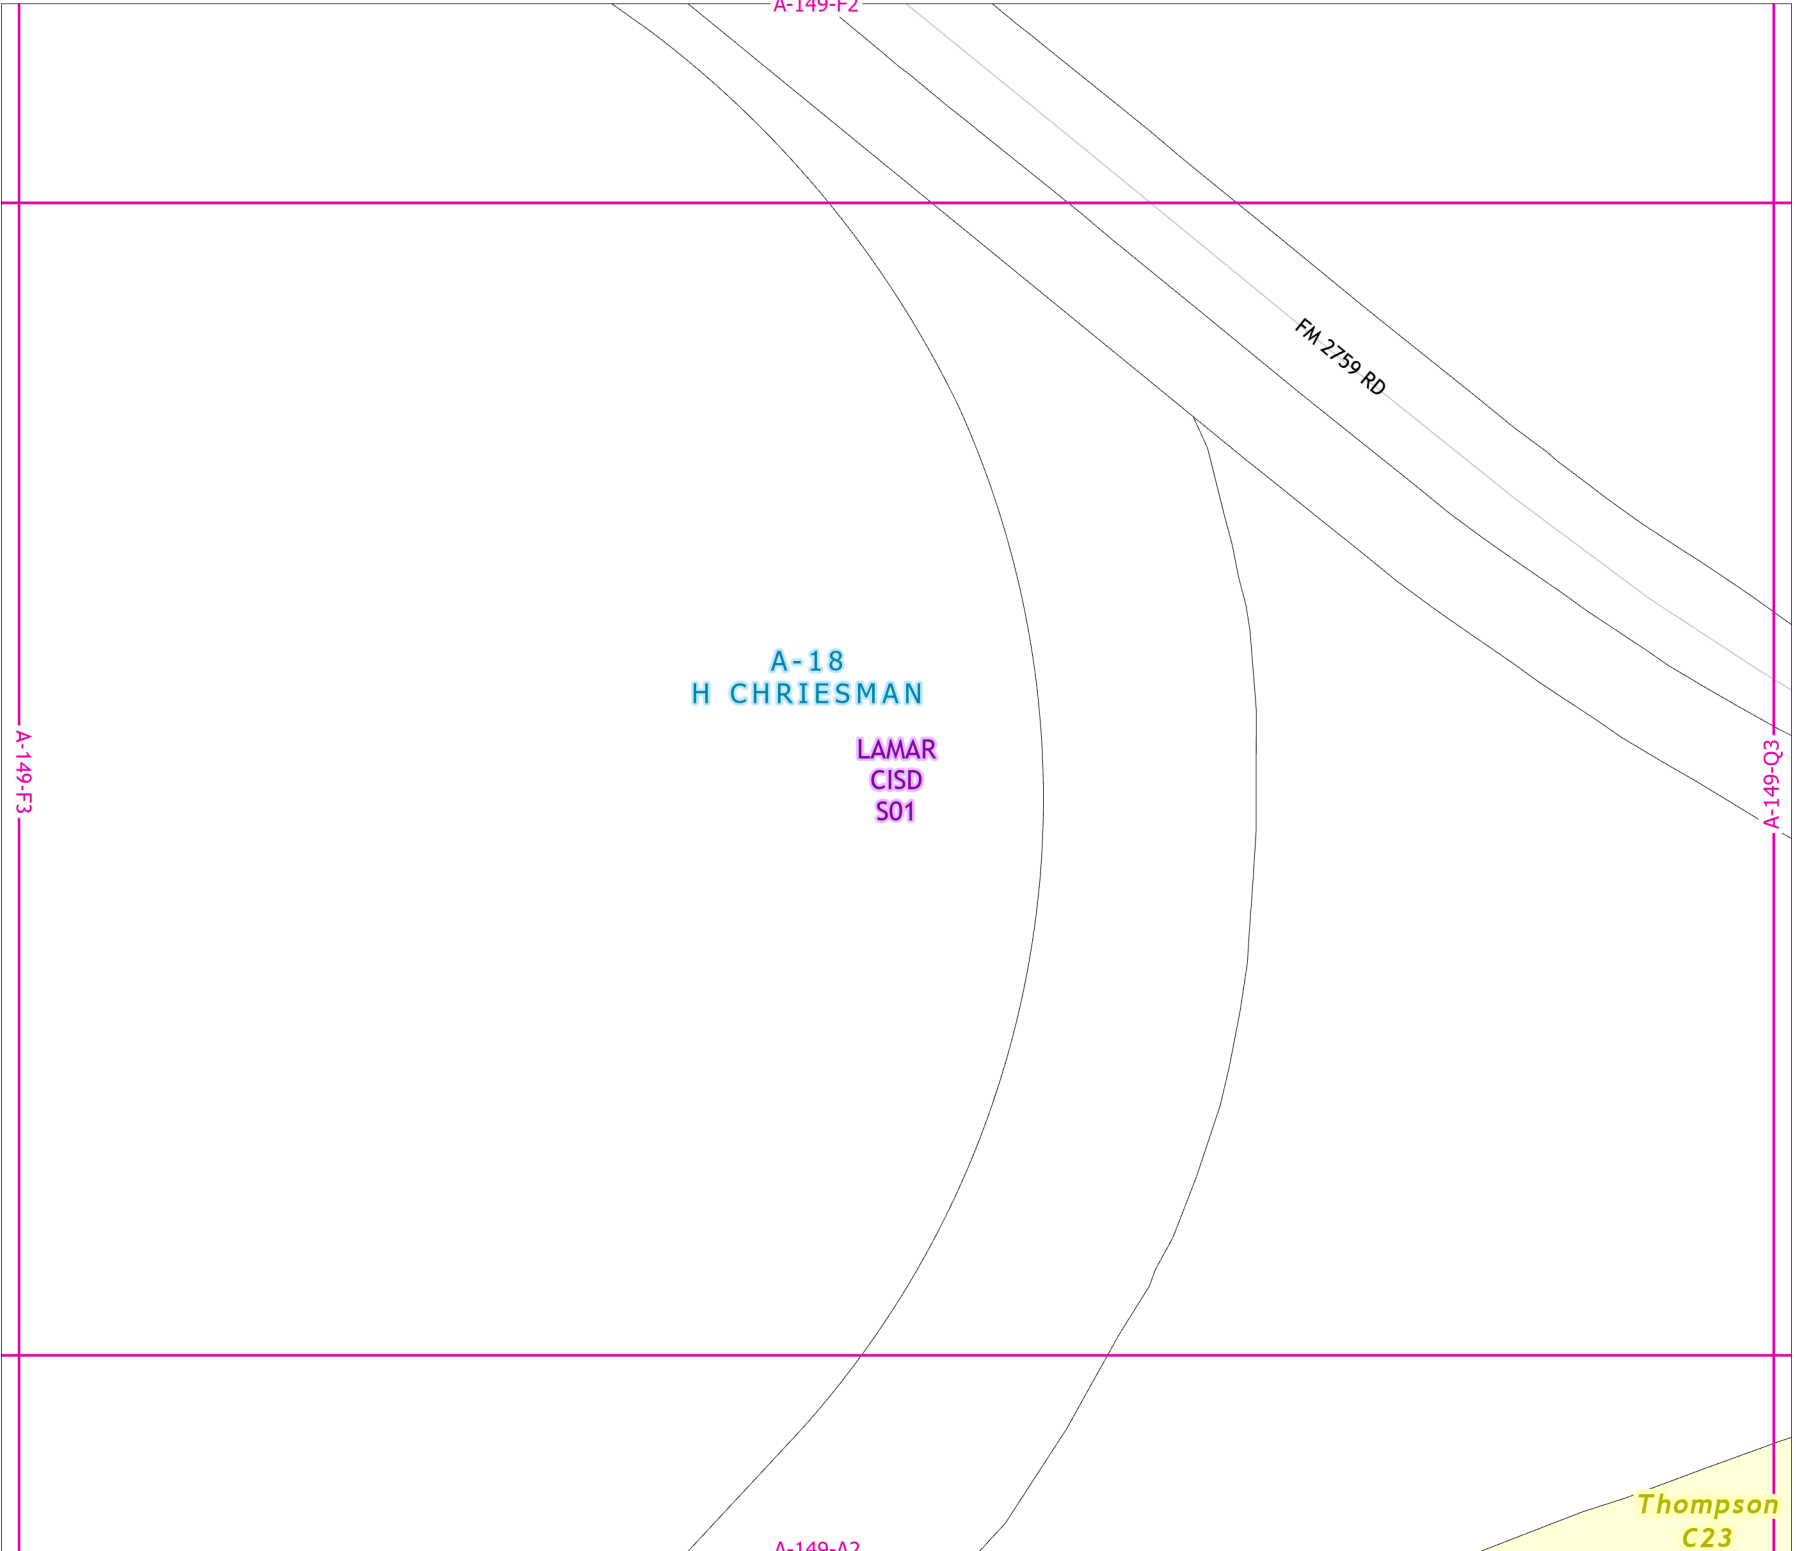 A-149-F2
FM 2759 RD
A-18
H CHRIESMAN
LAMAR
CISD
S01
A-149-F3
A-149-Q3
Thompson
C23
A-149-A2